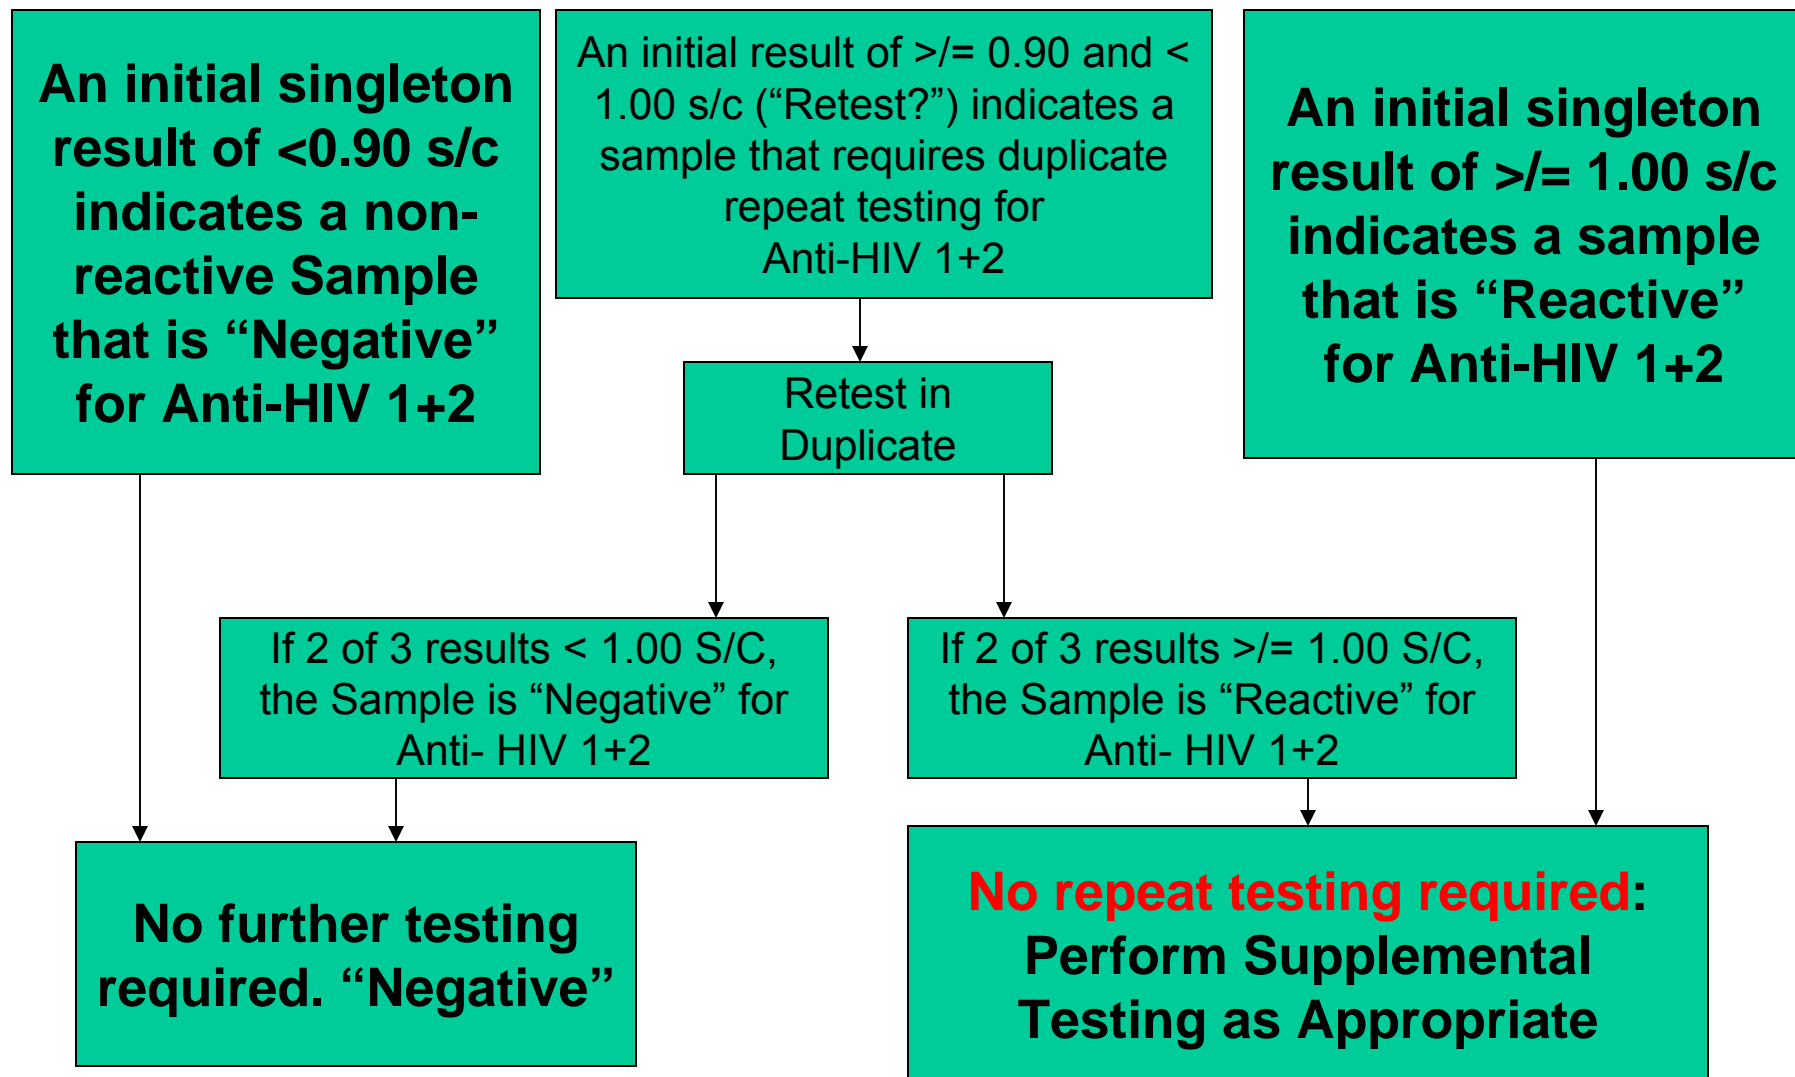 An initial singleton
result of <0.90 s/c
indicates a non-
reactive Sample
that is “Negative”
for Anti-HIV 1+2
An initial result of >/= 0.90 and <
1.00 s/c (“Retest?”) indicates a
sample that requires duplicate
repeat testing for
Anti-HIV 1+2
An initial singleton
result of >/= 1.00 s/c
indicates a sample
that is “Reactive”
for Anti-HIV 1+2
Retest in
Duplicate
If 2 of 3 results < 1.00 S/C,
the Sample is “Negative” for
Anti- HIV 1+2
If 2 of 3 results >/= 1.00 S/C,
the Sample is “Reactive” for
Anti- HIV 1+2
No further testing
required. “Negative”
No repeat testing required:
Perform Supplemental
Testing as Appropriate